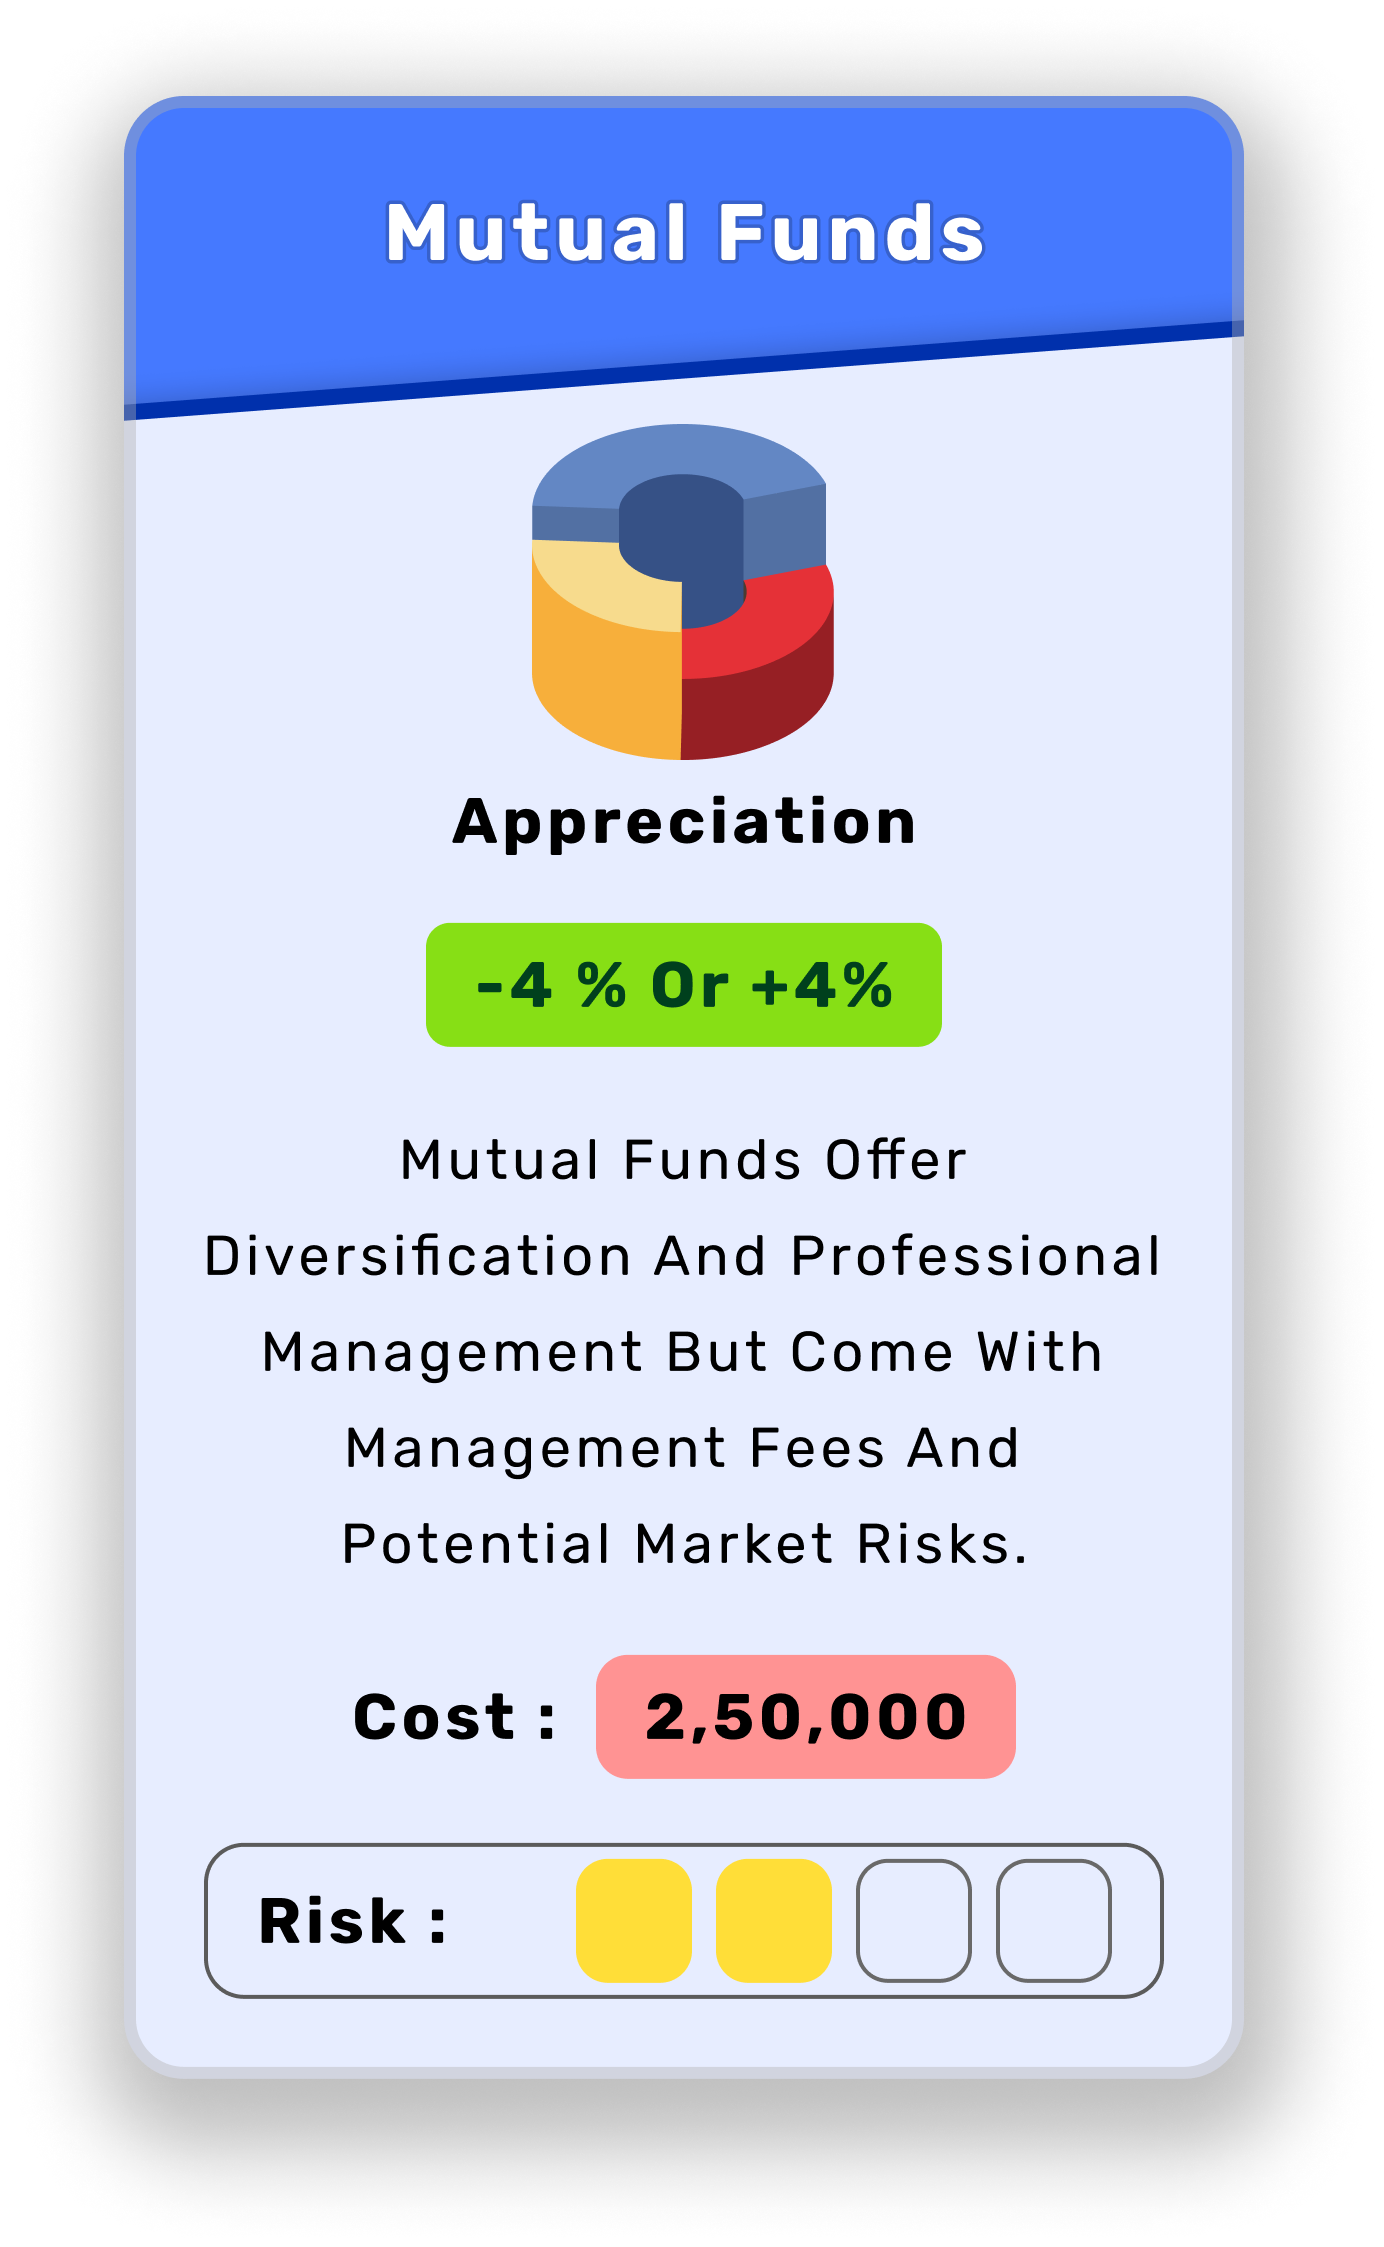 Mutual Funds
Appreciation
-4 % Or +4%
Mutual Funds Offer
Diversification And Professional
Management But Come With
Management Fees And
Potential Market Risks.
Cost : 2,50,000
Risk :